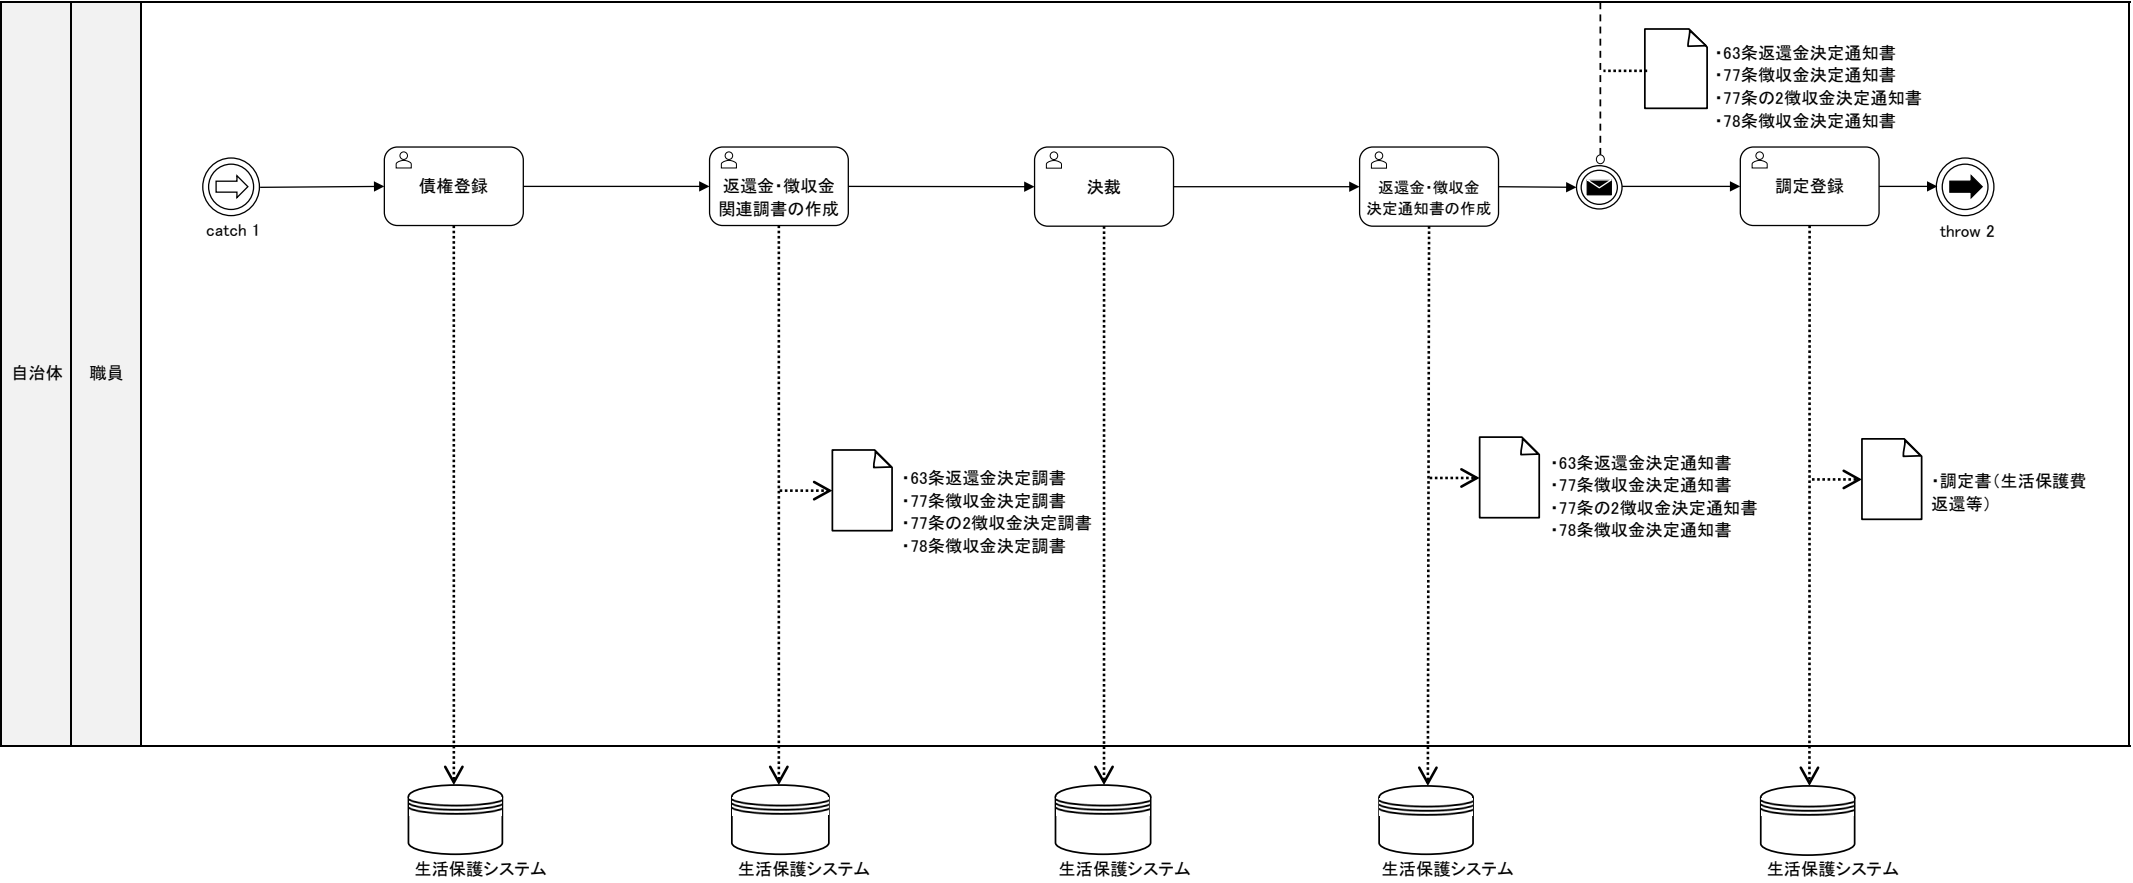 ・63条返還金決定通知書
・77条徴収金決定通知書
・77条の2徴収金決定通知書
・78条徴収金決定通知書
catch 1
債権登録
返還金・徴収金
関連調書の作成
決裁
返還金・徴収金
決定通知書の作成
調定登録
throw 2
自治体
職員
・63条返還金決定調書
・77条徴収金決定調書
・77条の2徴収金決定調書
・78条徴収金決定調書
・63条返還金決定通知書
・77条徴収金決定通知書
・77条の2徴収金決定通知書
・78条徴収金決定通知書
・調定書（生活保護費
返還等）
生活保護システム
生活保護システム
生活保護システム
生活保護システム
生活保護システム